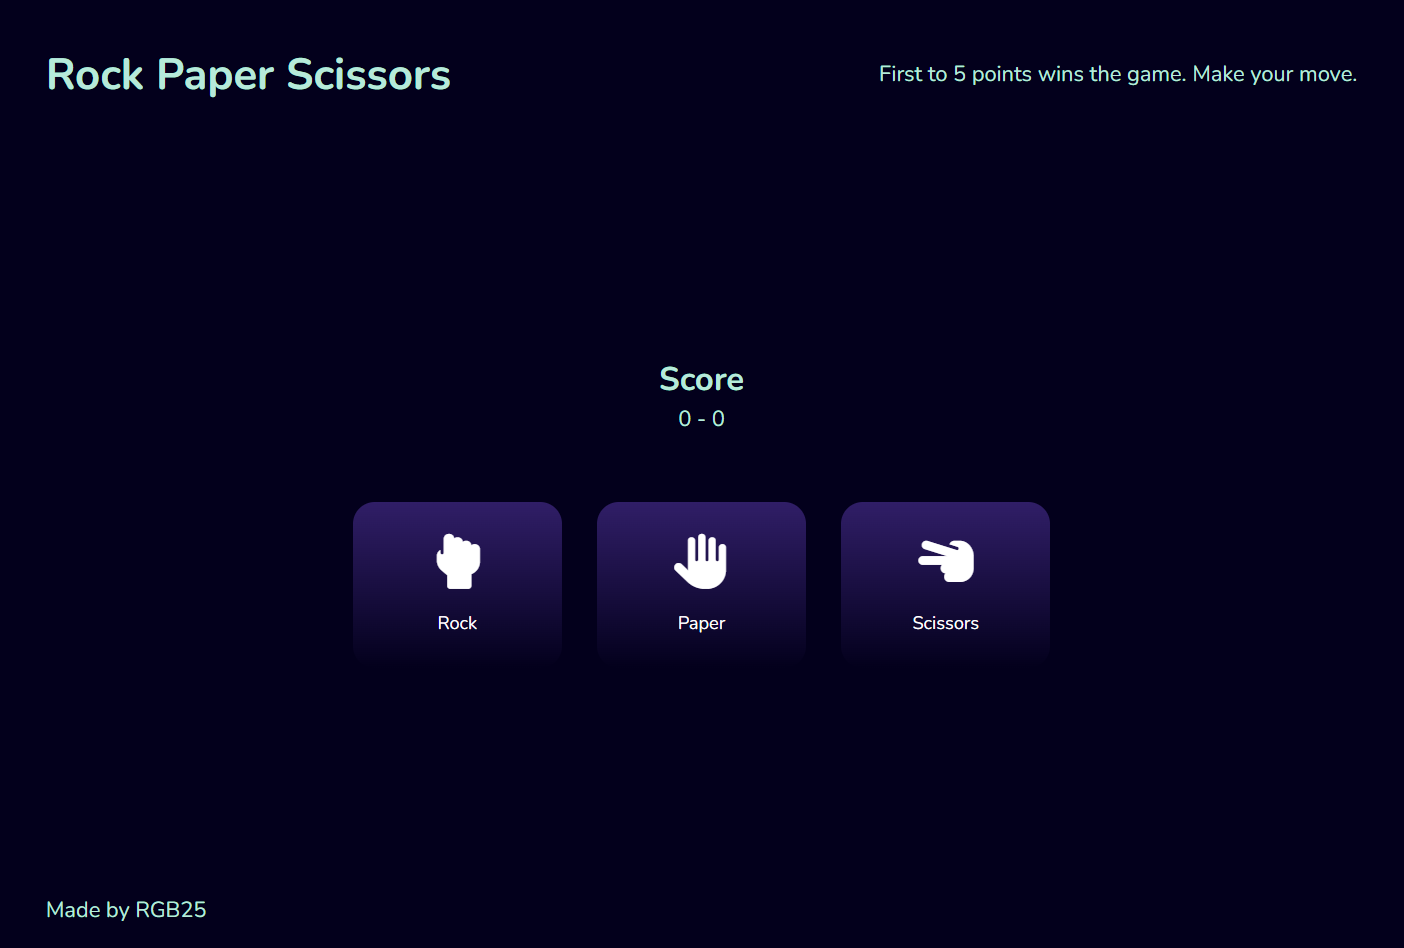 Rock Paper Scissors
First to 5 points wins the game. Make your move.
Score
0 - 0
Rock
Paper
Scissors
Made by RGB25